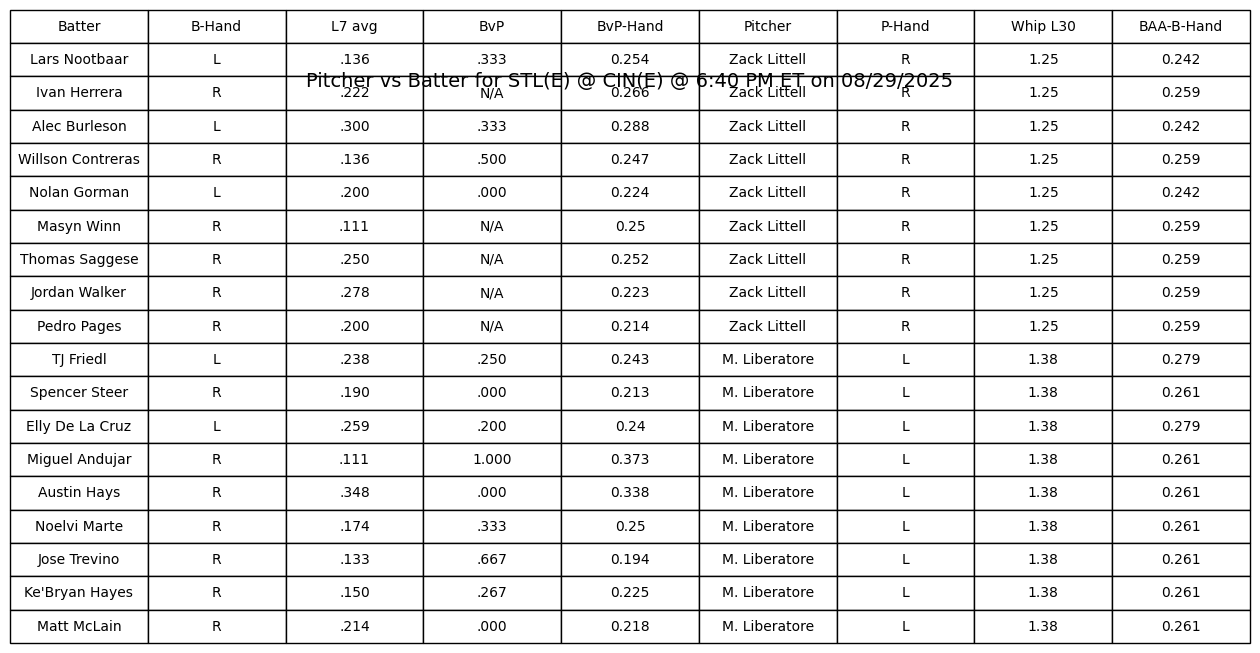 Batter B-Hand L7 avg BvP BvP-Hand Pitcher P-Hand Whip L30 BAA-B-Hand
Lars Nootbaar L .136 .333 0.254 Zack Littell R 1.25 0.242
Pitcher vs Batter for STL(E) @ CIN(E) @ 6:40 PM ET on 08/29/2025
Ivan Herrera R .222 N/A 0.266 Zack Littell R 1.25 0.259
Alec Burleson L .300 .333 0.288 Zack Littell R 1.25 0.242
Willson Contreras R .136 .500 0.247 Zack Littell R 1.25 0.259
Nolan Gorman L .200 .000 0.224 Zack Littell R 1.25 0.242
Masyn Winn R .111 N/A 0.25 Zack Littell R 1.25 0.259
Thomas Saggese R .250 N/A 0.252 Zack Littell R 1.25 0.259
Jordan Walker R .278 N/A 0.223 Zack Littell R 1.25 0.259
Pedro Pages R .200 N/A 0.214 Zack Littell R 1.25 0.259
TJ Friedl L .238 .250 0.243 M. Liberatore L 1.38 0.279
Spencer Steer R .190 .000 0.213 M. Liberatore L 1.38 0.261
Elly De La Cruz L .259 .200 0.24 M. Liberatore L 1.38 0.279
Miguel Andujar R .111 1.000 0.373 M. Liberatore L 1.38 0.261
Austin Hays R .348 .000 0.338 M. Liberatore L 1.38 0.261
Noelvi Marte R .174 .333 0.25 M. Liberatore L 1.38 0.261
Jose Trevino R .133 .667 0.194 M. Liberatore L 1.38 0.261
Ke'Bryan Hayes R .150 .267 0.225 M. Liberatore L 1.38 0.261
Matt McLain R .214 .000 0.218 M. Liberatore L 1.38 0.261